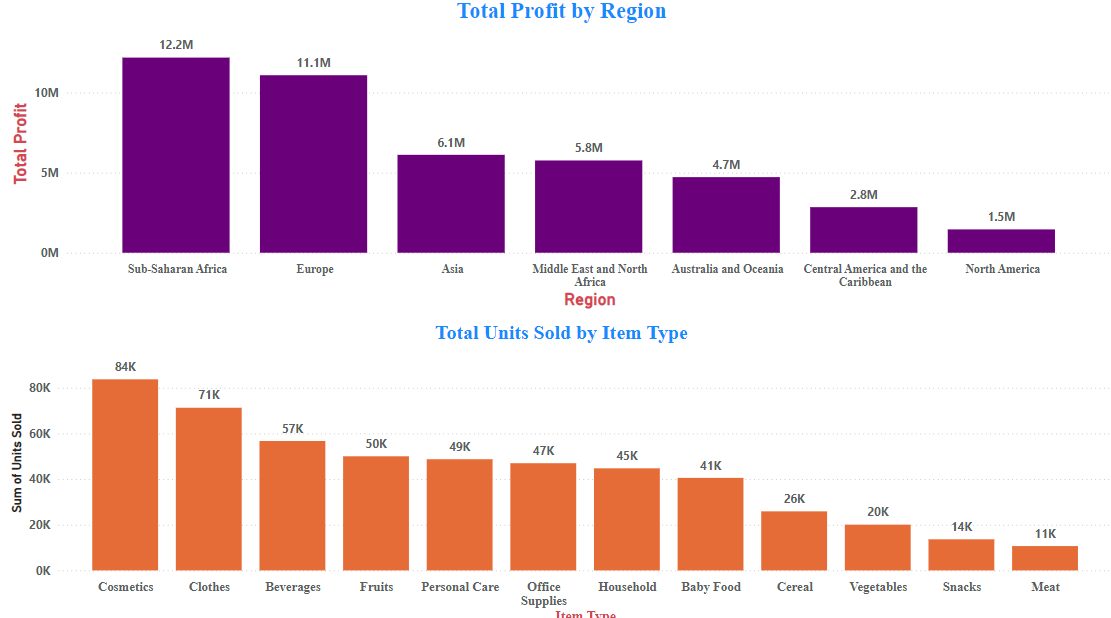 Total Profit by Region
Total Profit
10M
5M
0M
12.2M
11.1M
6.1M
5.8M
4.7M
2.8M
1.5M
Sub-Saharan Africa
Europe
Asia
Middle East and North
Africa
Australia and Oceania
Central America and the
Caribbean
North America
Region
Total Units Sold by Item Type
Sum of Units Sold
80K
60K
40K
20K
0K
84K
71K
57K
50K
49K
47K
45K
41K
26K
20K
14K
11K
Cosmetics
Clothes
Beverages
Fruits
Personal Care
Office
Supplies
Household
Baby Food
Cereal
Vegetables
Snacks
Meat
Item Type